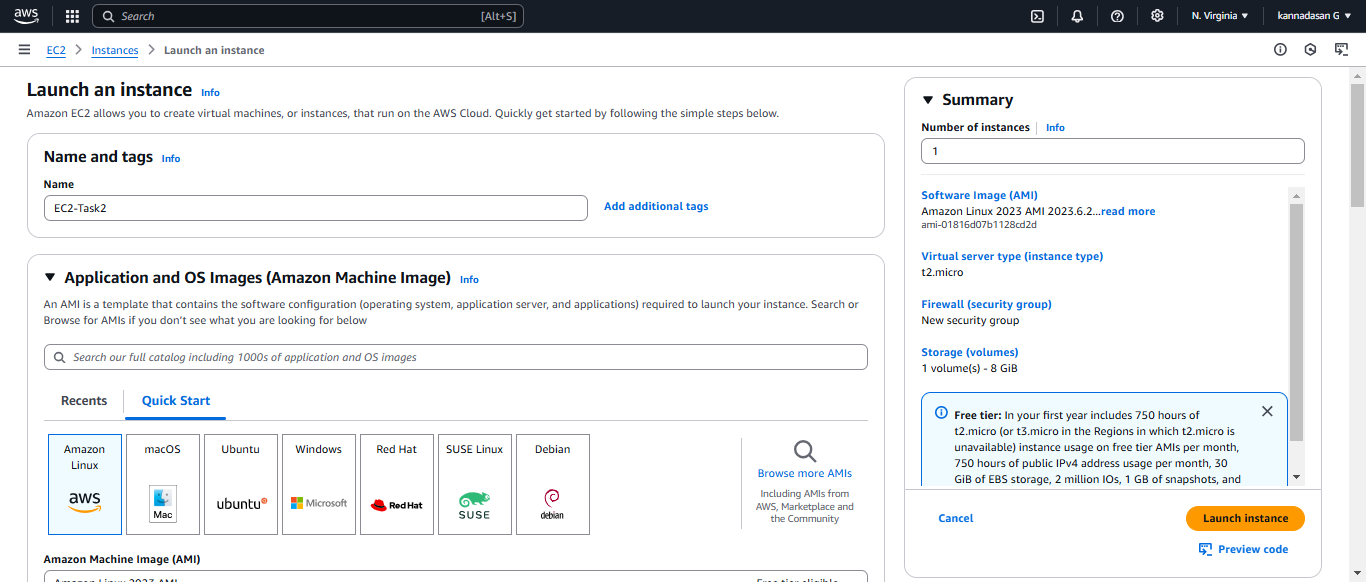 aws
Search [Alt+S]
N. Virginia
kannadasan G
EC2 > Instances > Launch an instance
Launch an instance Info
Amazon EC2 allows you to create virtual machines, or instances, that run on the AWS Cloud. Quickly get started by following the simple steps below.
Name and tags Info
Name
EC2-Task2
Add additional tags
Application and OS Images (Amazon Machine Image) Info
An AMI is a template that contains the software configuration (operating system, application server, and applications) required to launch your instance. Search or
Browse for AMIs if you don't see what you are looking for below
Search our full catalog including 1000s of application and OS images
Recents
Quick Start
Amazon
Linux
aws
macOS
Mac
Ubuntu
ubuntu
Windows
Microsoft
Red Hat
Red Hat
SUSE Linux
SUSE
Debian
debian
Browse more AMIs
Including AMIs from
AWS, Marketplace and
the Community
Amazon Machine Image (AMI)
Amazon Linux 2023 AMI
Free tier eligible
Summary
Number of instances Info
1
Software Image (AMI)
Amazon Linux 2023 AMI 2023.6.2...read more
ami-01816d07b1128cd2d
Virtual server type (instance type)
t2.micro
Firewall (security group)
New security group
Storage (volumes)
1 volume(s) - 8 GiB
Free tier: In your first year includes 750 hours of
t2.micro (or t3.micro in the Regions in which t2.micro is
unavailable) instance usage on free tier AMIs per month,
750 hours of public IPv4 address usage per month, 30
GiB of EBS storage, 2 million IOs, 1 GB of snapshots, and
Cancel
Launch instance
Preview code